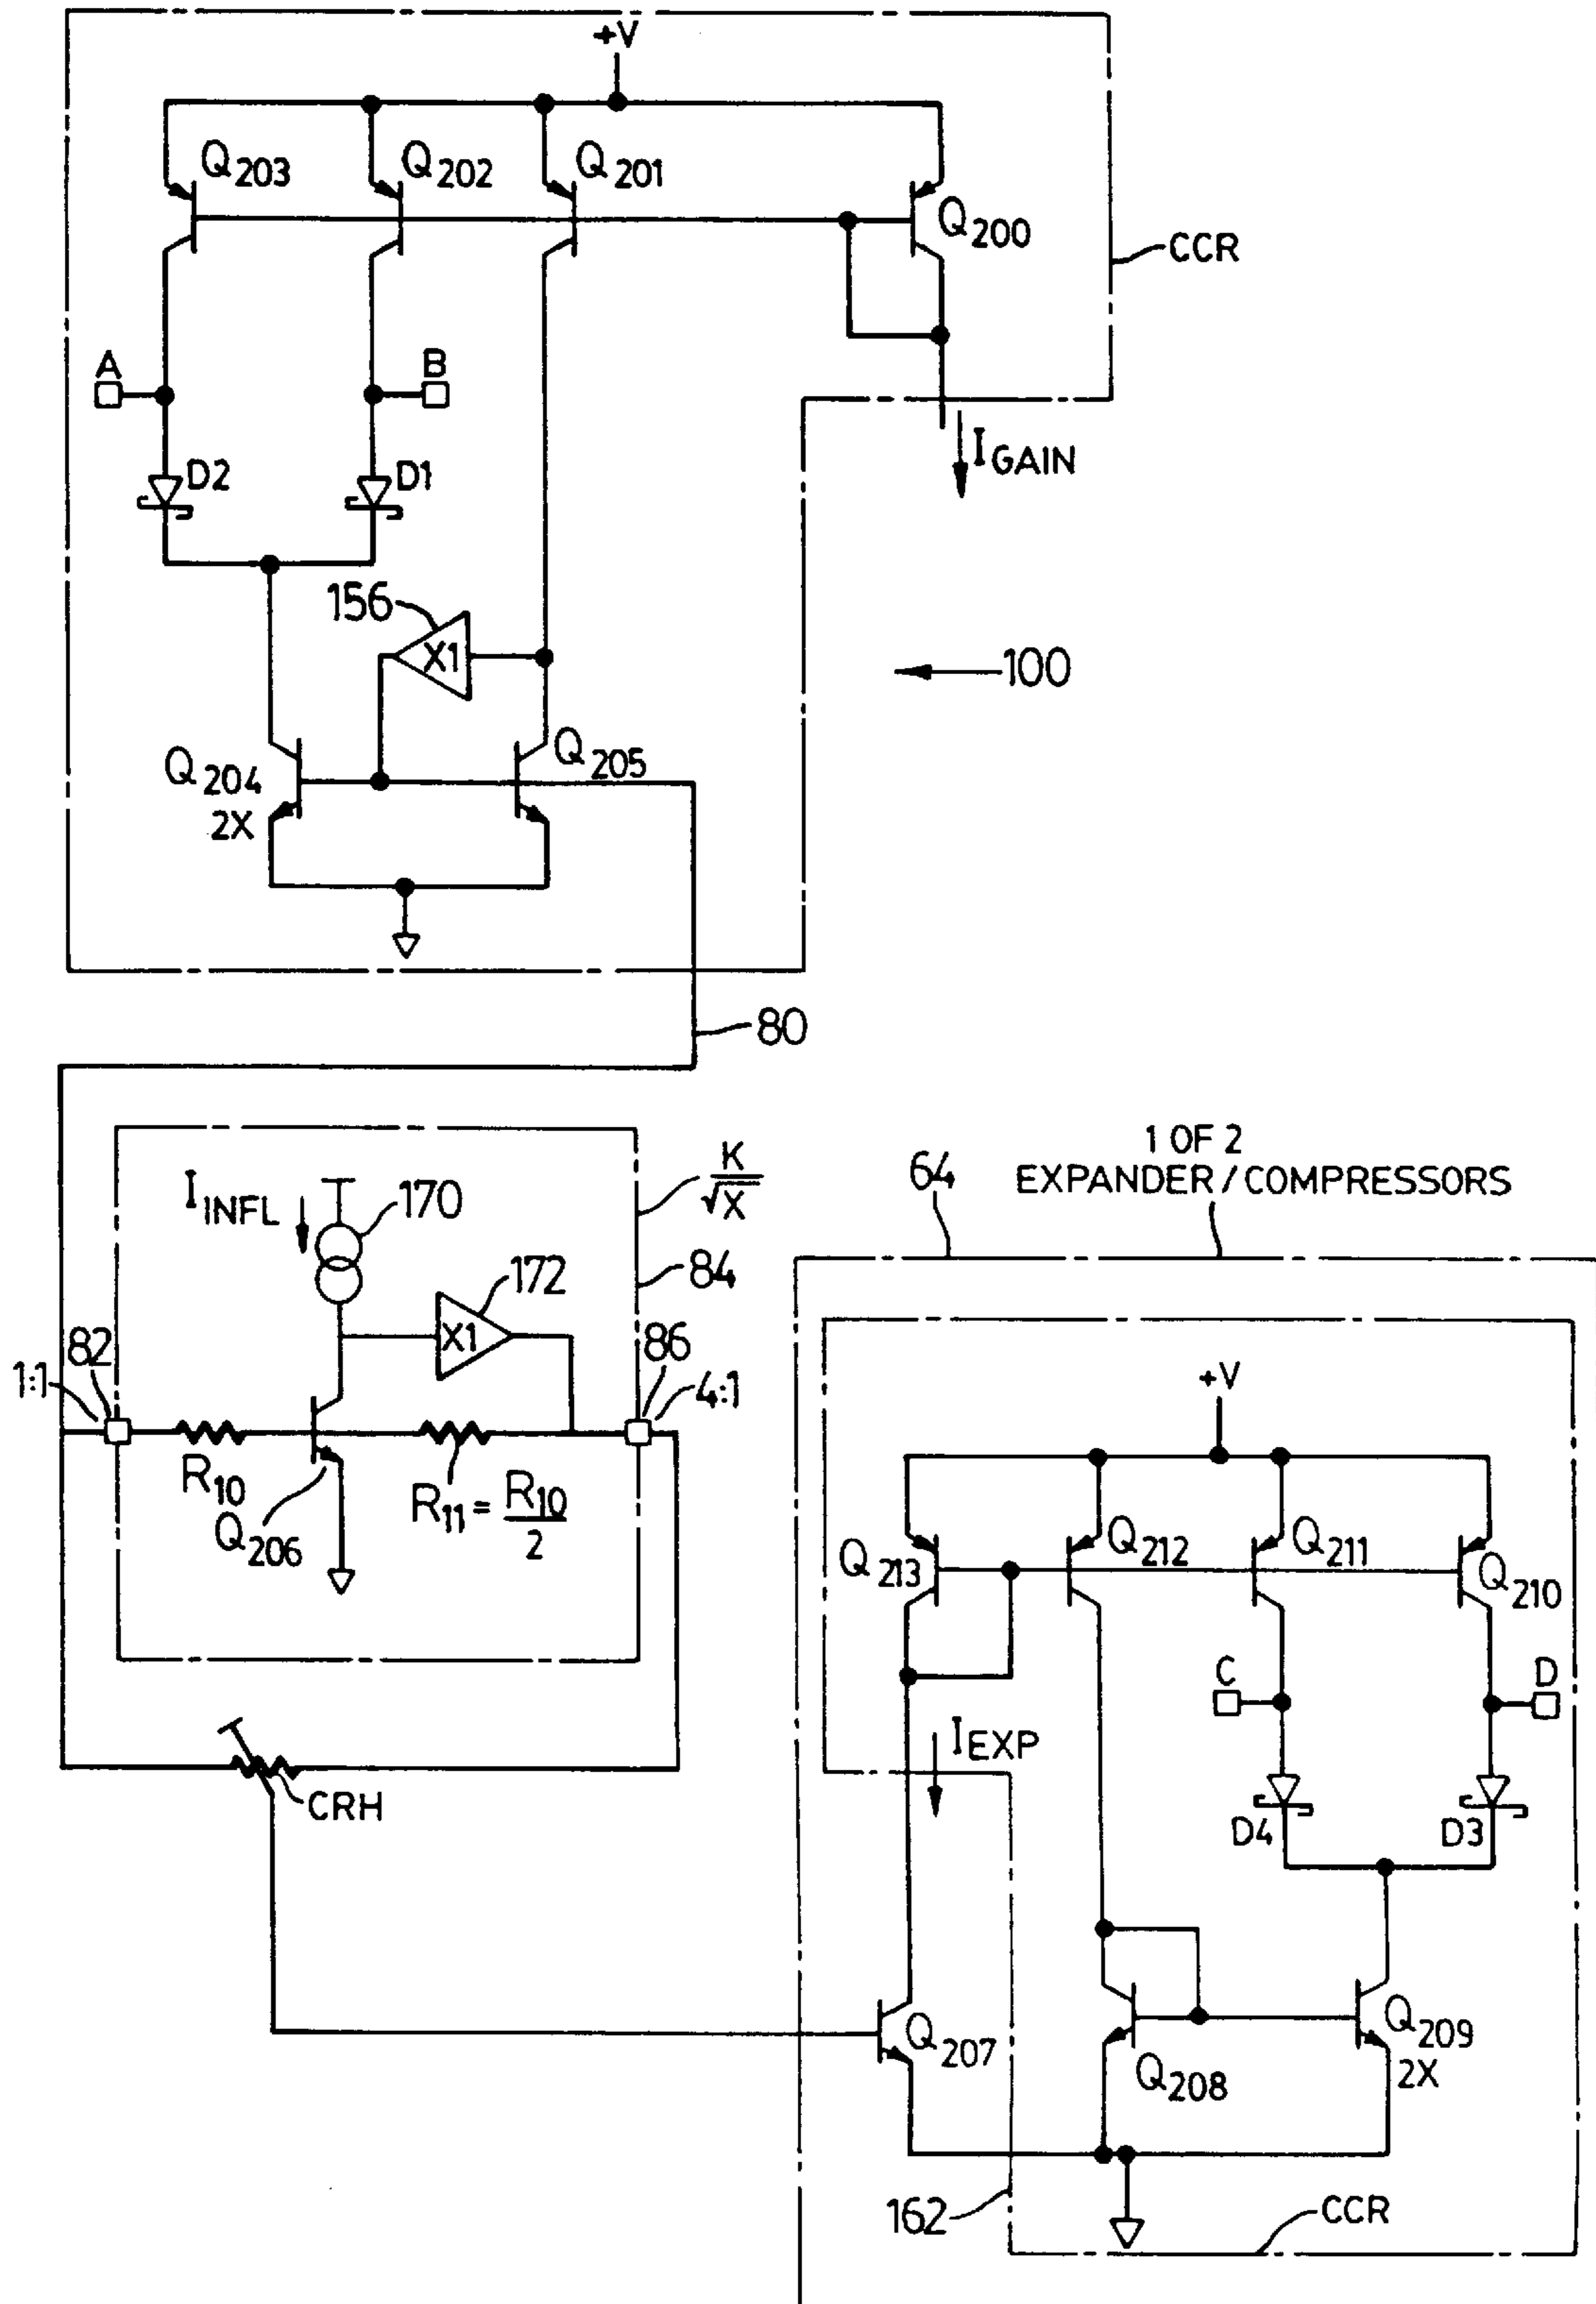 +V
Q203
Q202
Q201
Q200
CCR
A
B
IGAIN
D2
D1
156
X1
100
Q204
2X
Q205
80
IINFL
170
K
√X
84
172
X1
82
1:1
86
4:1
R10
Q206
R11 = R10
2
CRH
64
1 OF 2
EXPANDER/COMPRESSORS
+V
Q213
Q212
Q211
Q210
C
D
IEXP
D4
D3
Q207
Q208
Q209
2X
162
CCR